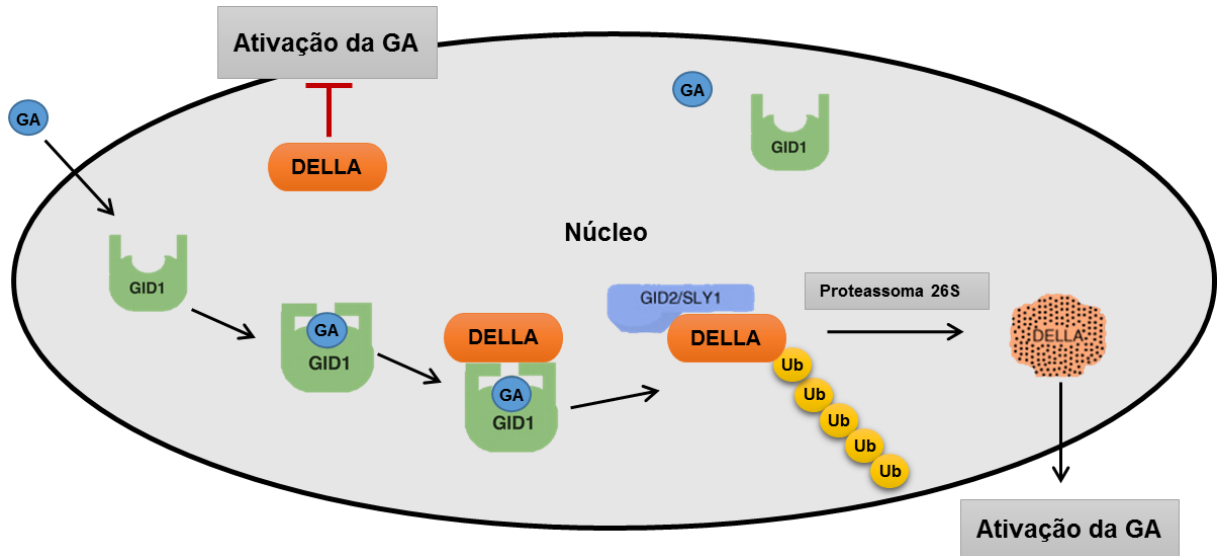 Ativação da GA
GA
GA
GID1
DELLA
Núcleo
GID1
GID2/SLY1
Proteassoma 26S
GA
GID1
DELLA
GA
GID1
DELLA
DELLA
Ub
Ub
Ub
Ub
Ub
Ativação da GA